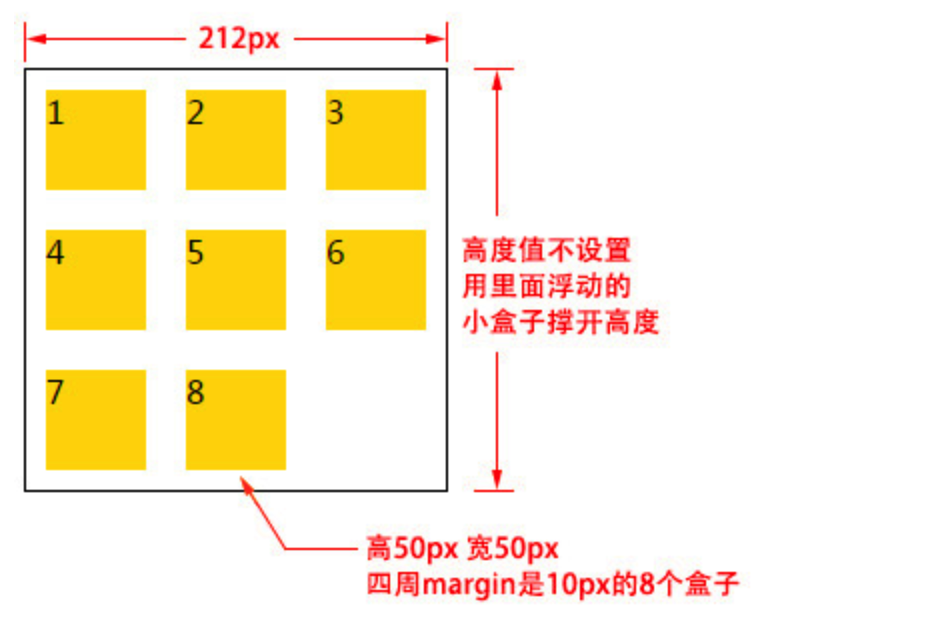 212px
1
2
3
高度值不设置
用里面浮动的
小盒子撑开高度
4
5
6
7
8
高50px 宽50px
四周margin是10px的8个盒子